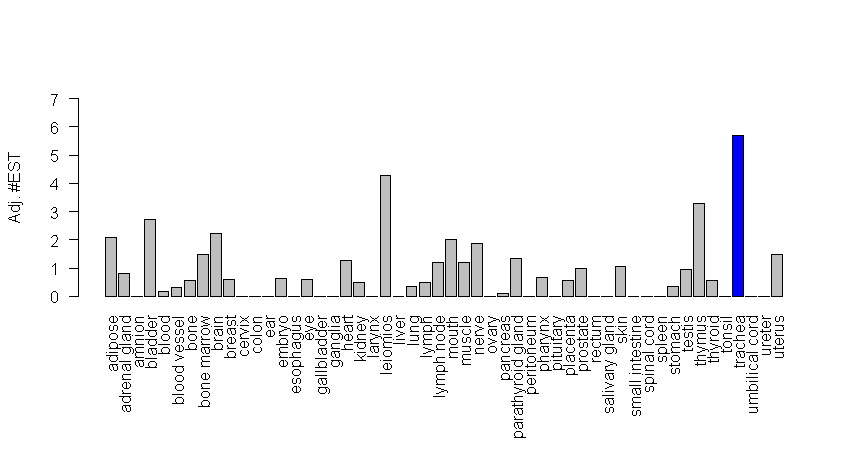 7
6
5
4
3
2
1
0
Adj. #EST
adipose
adrenal gland
amnion
bladder
blood
blood vessel
bone
bone marrow
brain
breast
cervix
colon
ear
embryo
esophagus
eye
gallbladder
ganglia
heart
kidney
larynx
leiomios
liver
lung
lymph
lymph node
mouth
muscle
nerve
ovary
pancreas
parathyroid gland
peritoneum
pharynx
pituitary
placenta
prostate
rectum
salivary gland
skin
small intestine
spinal cord
spleen
stomach
testis
thymus
thyroid
tonsil
trachea
umbilical cord
ureter
uterus